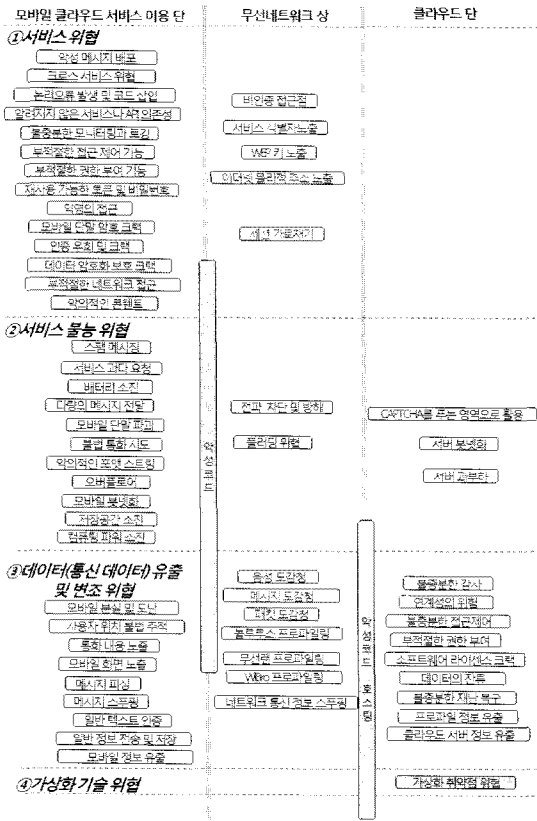 모바일 클라우드 서비스 이용 단
무선네트워크 상
클라우드 단
①서비스 위협
악성 메시지 배포
크로스 서비스 위협
논리오류 발생 및 코드 삽입
알려지지 않은 서비스나 API 의존성
불충분한 모니터링과 로깅
부적절한 접근 제어 기능
부적절한 권한 부여 기능
재사용 가능한 토큰 및 비밀번호
익명의 접근
모바일 단말 암호 크랙
인증 우회 및 크랙
데이터 암호화 보호 크랙
부적절한 네트워크 접근
악의적인 콘텐트
비인증 접근점
서비스 식별자노출
WEP 키 노출
이더넷 물리적 주소 노출
세션 가로채기
②서비스 불능 위협
스팸 메시징
서비스 과다 요청
배터리 소진
다량의 메시지 전달
모바일 단말 파괴
불법 통화 시도
악의적인 포맷 스트링
오버플로어
모바일 봇넷화
저장공간 소진
컴퓨팅 파워 소진
전파 차단 및 방해
플러딩 위협
CAPTCHA를 푸는 영역으로 활용
서버 봇넷화
서버 과부하
악성코드
③데이터(통신 데이터) 유출
및 변조 위협
모바일 분실 및 도난
사용자 위치 불법 추적
통화 내용 노출
모바일 화면 노출
메시지 피싱
메시지 스푸핑
일반 텍스트 인증
일반 정보 전송 및 저장
모바일 정보 유출
음성 도감청
메시지 도감청
패킷 도감청
블루투스 프로파일링
무선랜 프로파일링
WiBro 프로파일링
네트워크 통신 정보 스푸핑
악성코드 호스팅
불충분한 감사
연계성의 위협
불충분한 접근제어
부적절한 권한 부여
소프트웨어 라이센스 크랙
데이터의 잔류
불충분한 재난 복구
프로파일 정보 유출
클라우드 서버 정보 유출
④가상화 기술 위협
가상화 취약점 위협